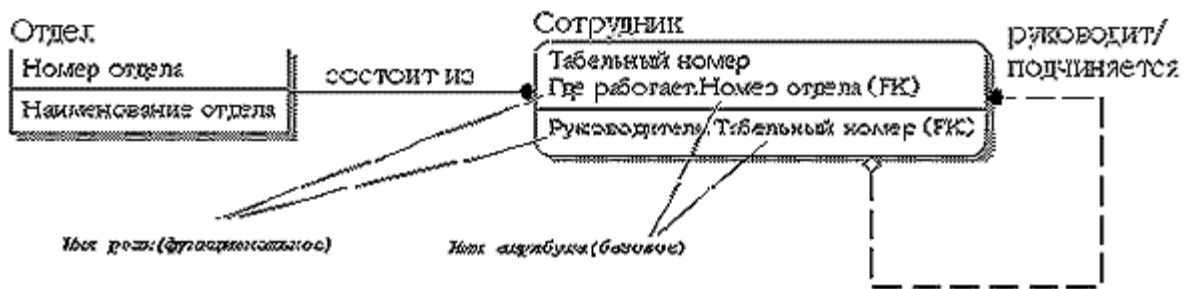 Отдел
Номер отдела
Наименование отдела
состоит из
Сотрудник
Табельный номер
Где работает.Номер отдела (FK)
Руководитель.Табельный номер (FK)
руководит/
подчиняется
Имя роли(функциональное)
Имя атрибута(базовое)